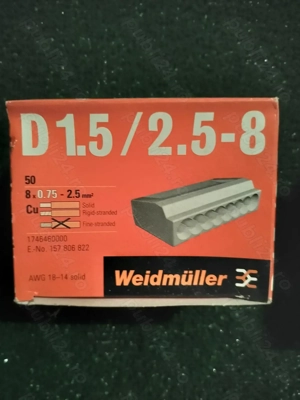 D 1.5 / 2.5-8
50
8 x 0.75 - 2.5 mm²
Cu
Solid
Rigid-stranded
Fine-stranded
1746460000
E.-No. 157 906 822
AWG 18-14 solid
Weidmüller